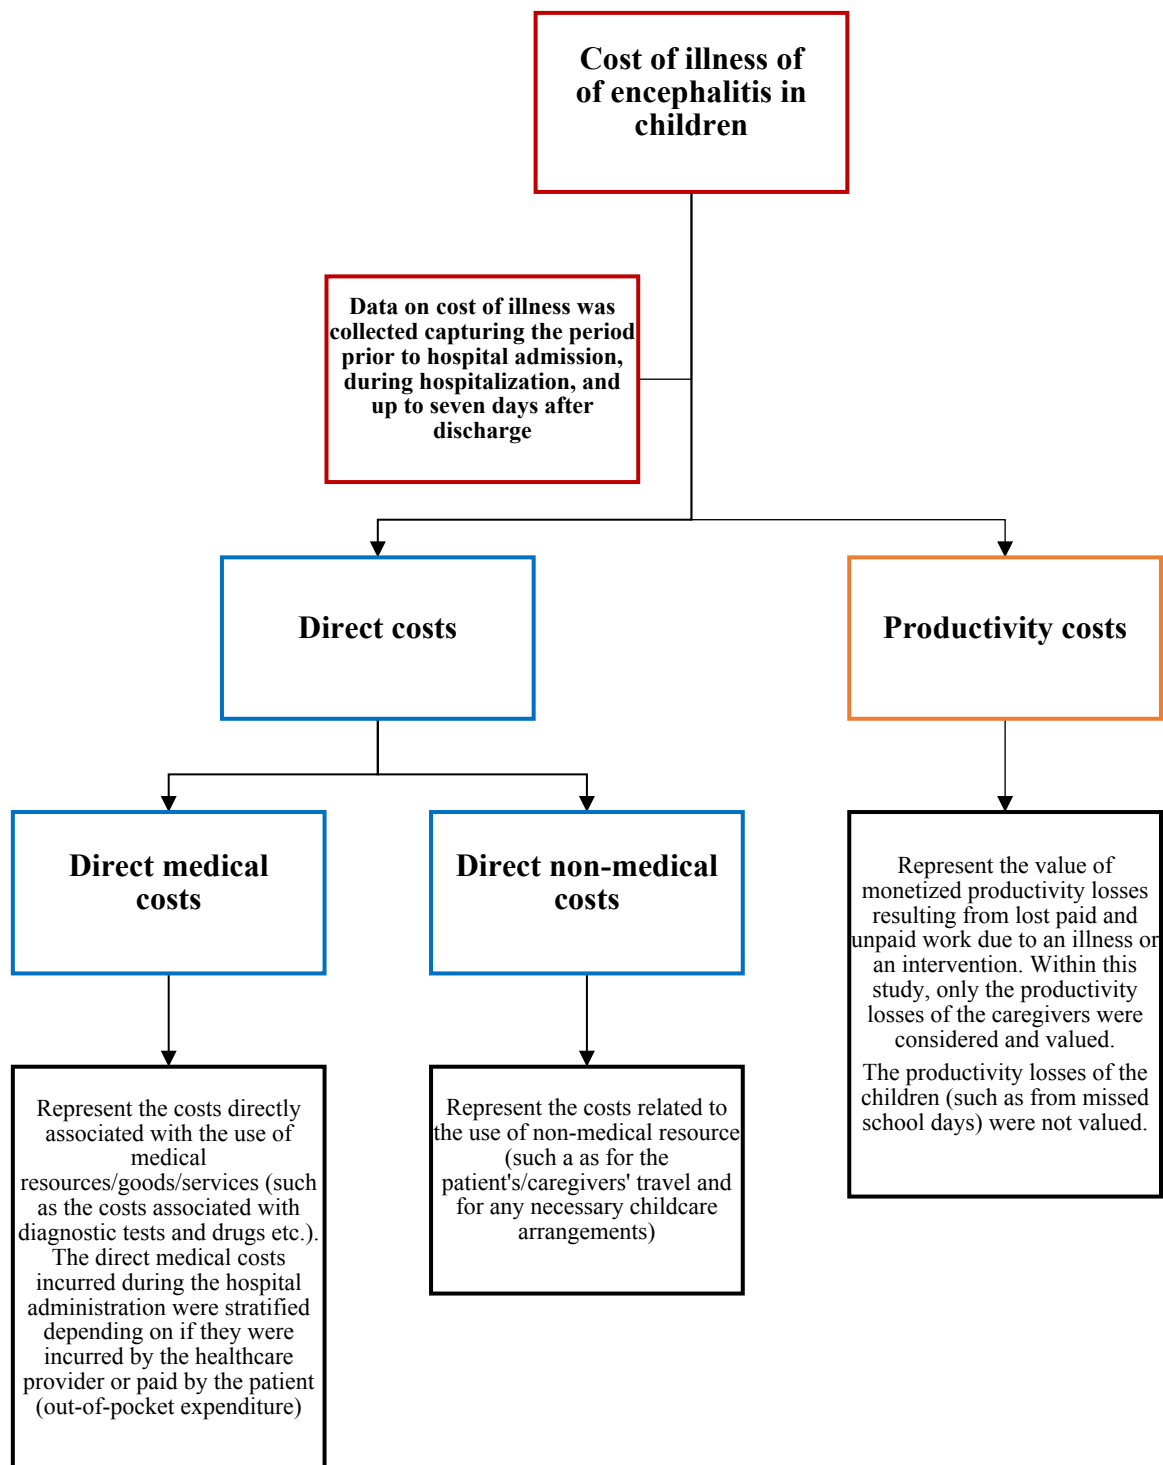 Cost of illness of
of encephalitis in
children
Data on cost of illness was
collected capturing the period
prior to hospital admission,
during hospitalization, and
up to seven days after
discharge
Direct costs
Productivity costs
Direct medical
costs
Direct non-medical
costs
Represent the value of
monetized productivity losses
resulting from lost paid and
unpaid work due to an illness or
an intervention. Within this
study, only the productivity
losses of the caregivers were
considered and valued.
The productivity losses of the
children (such as from missed
school days) were not valued.
Represent the costs directly
associated with the use of
medical
resources/goods/services (such
as the costs associated with
diagnostic tests and drugs etc.).
The direct medical costs
incurred during the hospital
administration were stratified
depending on if they were
incurred by the healthcare
provider or paid by the patient
(out-of-pocket expenditure)
Represent the costs related to
the use of non-medical resource
(such a as for the
patient's/caregivers' travel and
for any necessary childcare
arrangements)